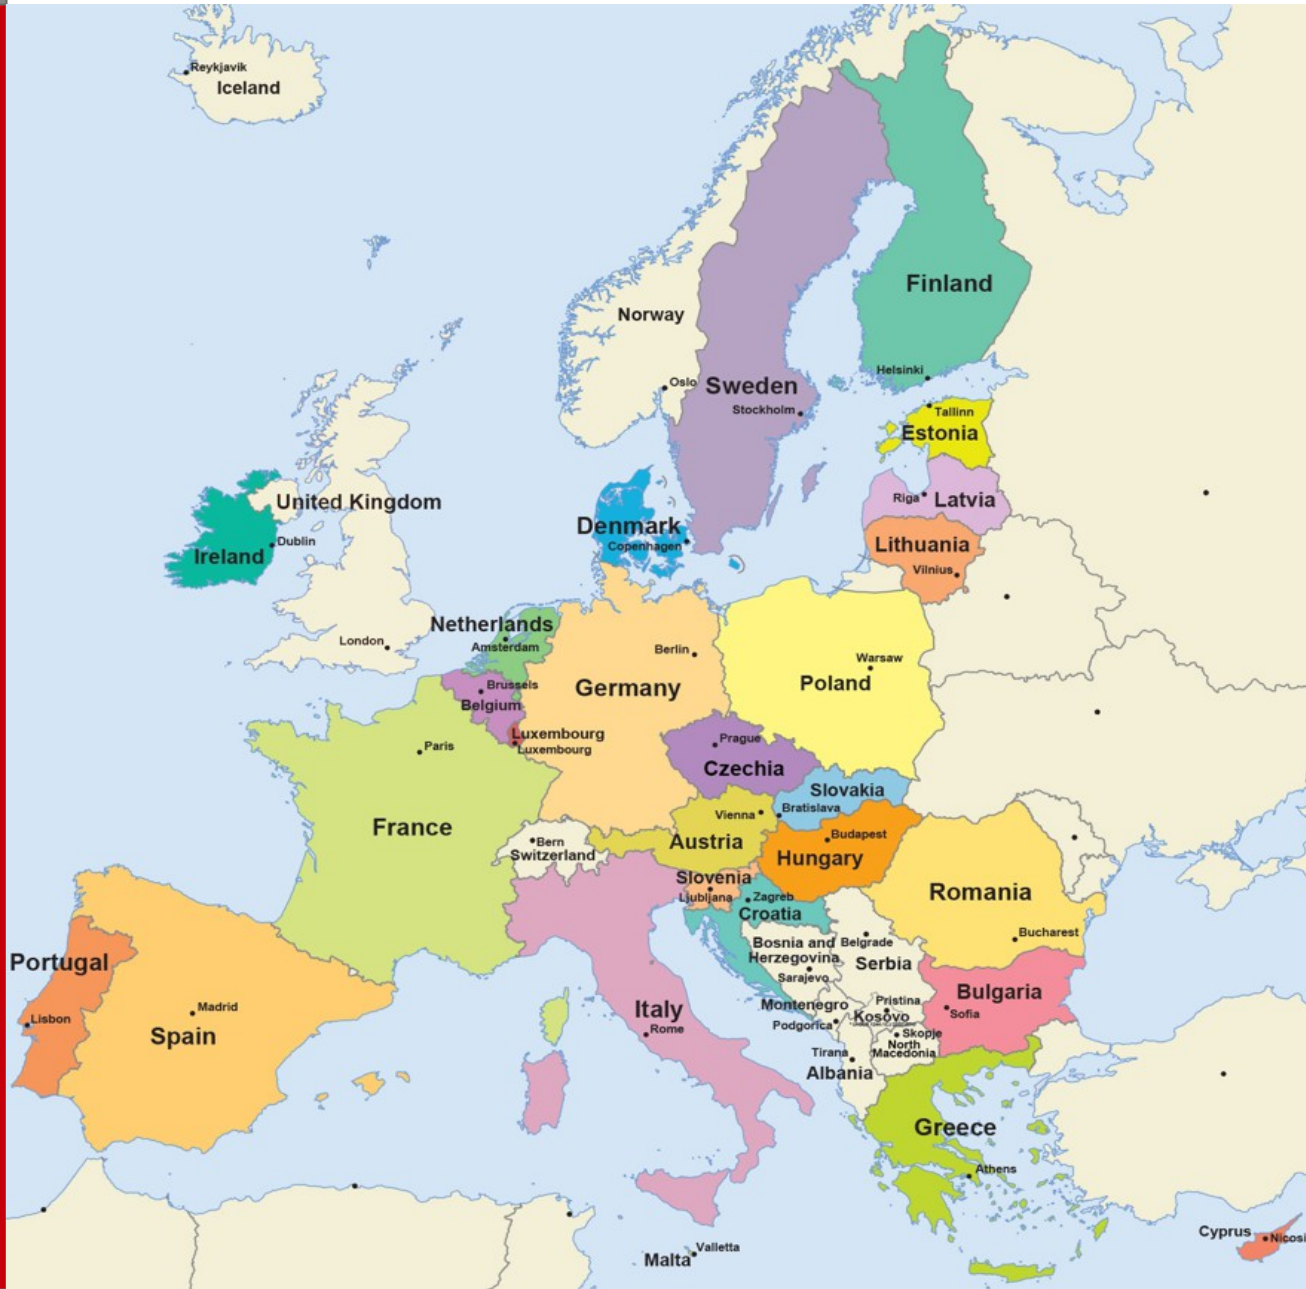 Reykjavik
Iceland
Finland
Norway
Helsinki
Oslo
Sweden
Stockholm
Tallinn
Estonia
Riga
Latvia
United Kingdom
Denmark
Copenhagen
Dublin
Ireland
Lithuania
Vilnius
Netherlands
Amsterdam
London
Berlin
Warsaw
Germany
Poland
Brussels
Belgium
Luxembourg
Luxembourg
Paris
Prague
Czechia
Slovakia
Bratislava
Vienna
France
Austria
Budapest
Hungary
Bern
Switzerland
Slovenia
Ljubljana
Zagreb
Croatia
Romania
Bucharest
Bosnia and
Herzegovina
Sarajevo
Belgrade
Serbia
Portugal
Lisbon
Madrid
Spain
Italy
Rome
Montenegro
Podgorica
Pristina
Kosovo
Bulgaria
Sofia
Skopje
North
Macedonia
Tirana
Albania
Greece
Athens
Malta
Valletta
Cyprus
Nicosi